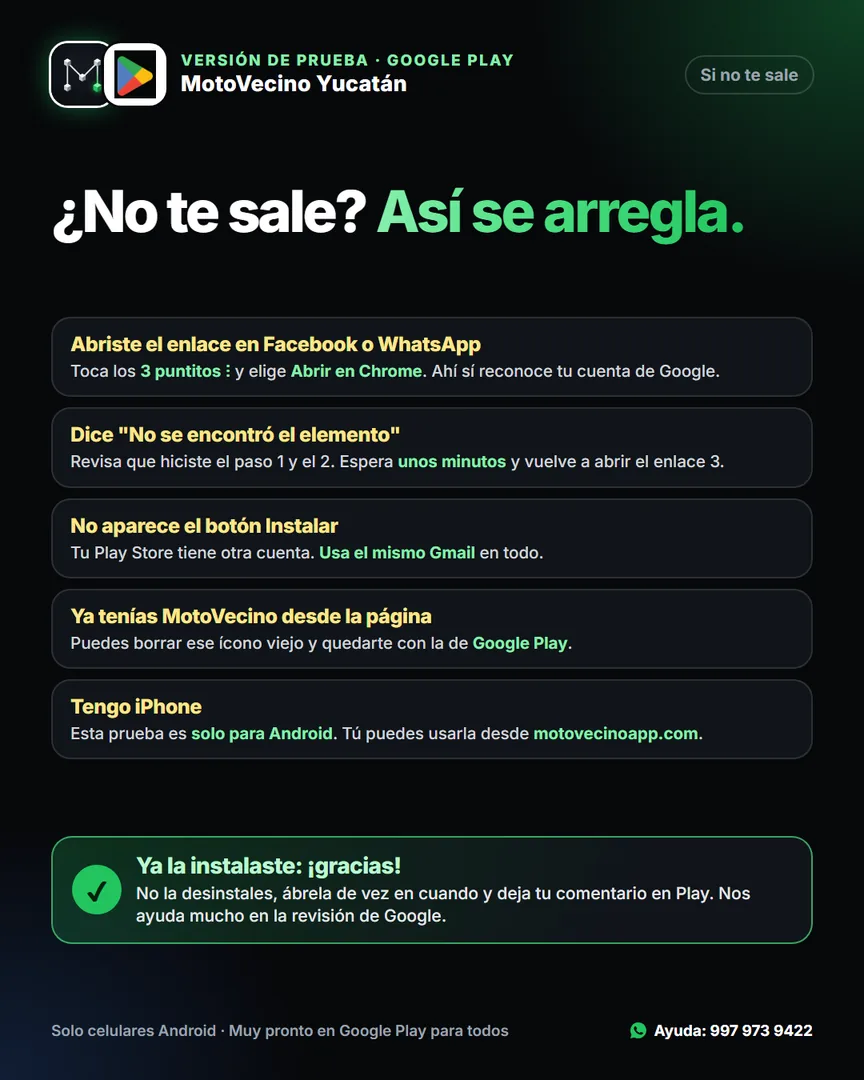 VERSIÓN DE PRUEBA · GOOGLE PLAY
MotoVecino Yucatán
Si no te sale
¿No te sale? Así se arregla.
Abriste el enlace en Facebook o WhatsApp
Toca los 3 puntitos ⋮ y elige Abrir en Chrome. Ahí sí reconoce tu cuenta de Google.
Dice "No se encontró el elemento"
Revisa que hiciste el paso 1 y el 2. Espera unos minutos y vuelve a abrir el enlace 3.
No aparece el botón Instalar
Tu Play Store tiene otra cuenta. Usa el mismo Gmail en todo.
Ya tenías MotoVecino desde la página
Puedes borrar ese ícono viejo y quedarte con la de Google Play.
Tengo iPhone
Esta prueba es solo para Android. Tú puedes usarla desde motovecinoapp.com.
Ya la instalaste: ¡gracias!
No la desinstales, ábrela de vez en cuando y deja tu comentario en Play. Nos
ayuda mucho en la revisión de Google.
Solo celulares Android · Muy pronto en Google Play para todos
Ayuda: 997 973 9422